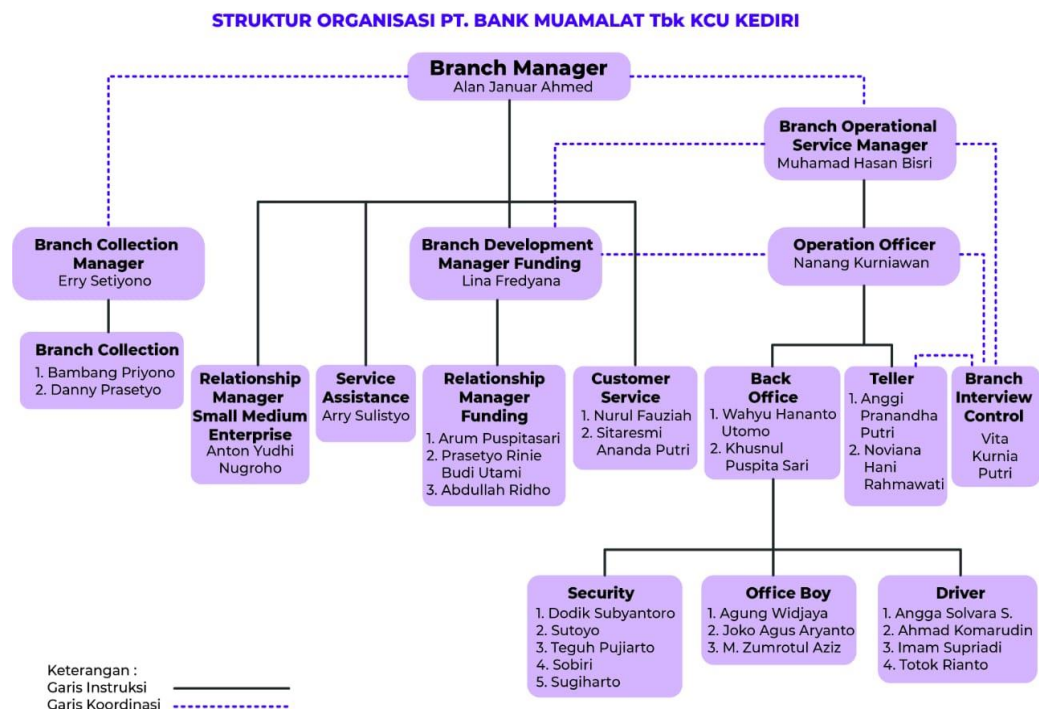 STRUKTUR ORGANISASI PT. BANK MUAMALAT Tbk KCU KEDIRI
Branch Manager
Alan Januar Ahmed
Branch Operational
Service Manager
Muhamad Hasan Bisri
Branch Collection
Manager
Erry Setiyono
Branch Development
Manager Funding
Lina Fredyana
Operation Officer
Nanang Kurniawan
Branch Collection
1. Bambang Priyono
2. Danny Prasetyo
Relationship
Manager
Small Medium
Enterprise
Anton Yudhi
Nugroho
Service
Assistance
Arry Sulistyo
Relationship
Manager
Funding
1. Arum Puspitasari
2. Prasetyo Rinie
Budi Utami
3. Abdullah Ridho
Customer
Service
1. Nurul Fauziah
2. Sitaresmi
Ananda Putri
Back
Office
1. Wahyu Hananto
Utomo
2. Khusnul
Puspita Sari
Teller
1. Anggi
Pranandha
Putri
2. Noviana
Hani
Rahmawati
Branch
Interview
Control
Vita
Kurnia
Putri
Security
1. Dodik Subyantoro
2. Sutoyo
3. Teguh Pujiarto
4. Sobiri
5. Sugiharto
Office Boy
1. Agung Widjaya
2. Joko Agus Aryanto
3. M. Zumrotul Aziz
Driver
1. Angga Solvara S.
2. Ahmad Komarudin
3. Imam Supriadi
4. Totok Rianto
Keterangan :
Garis Instruksi
Garis Koordinasi